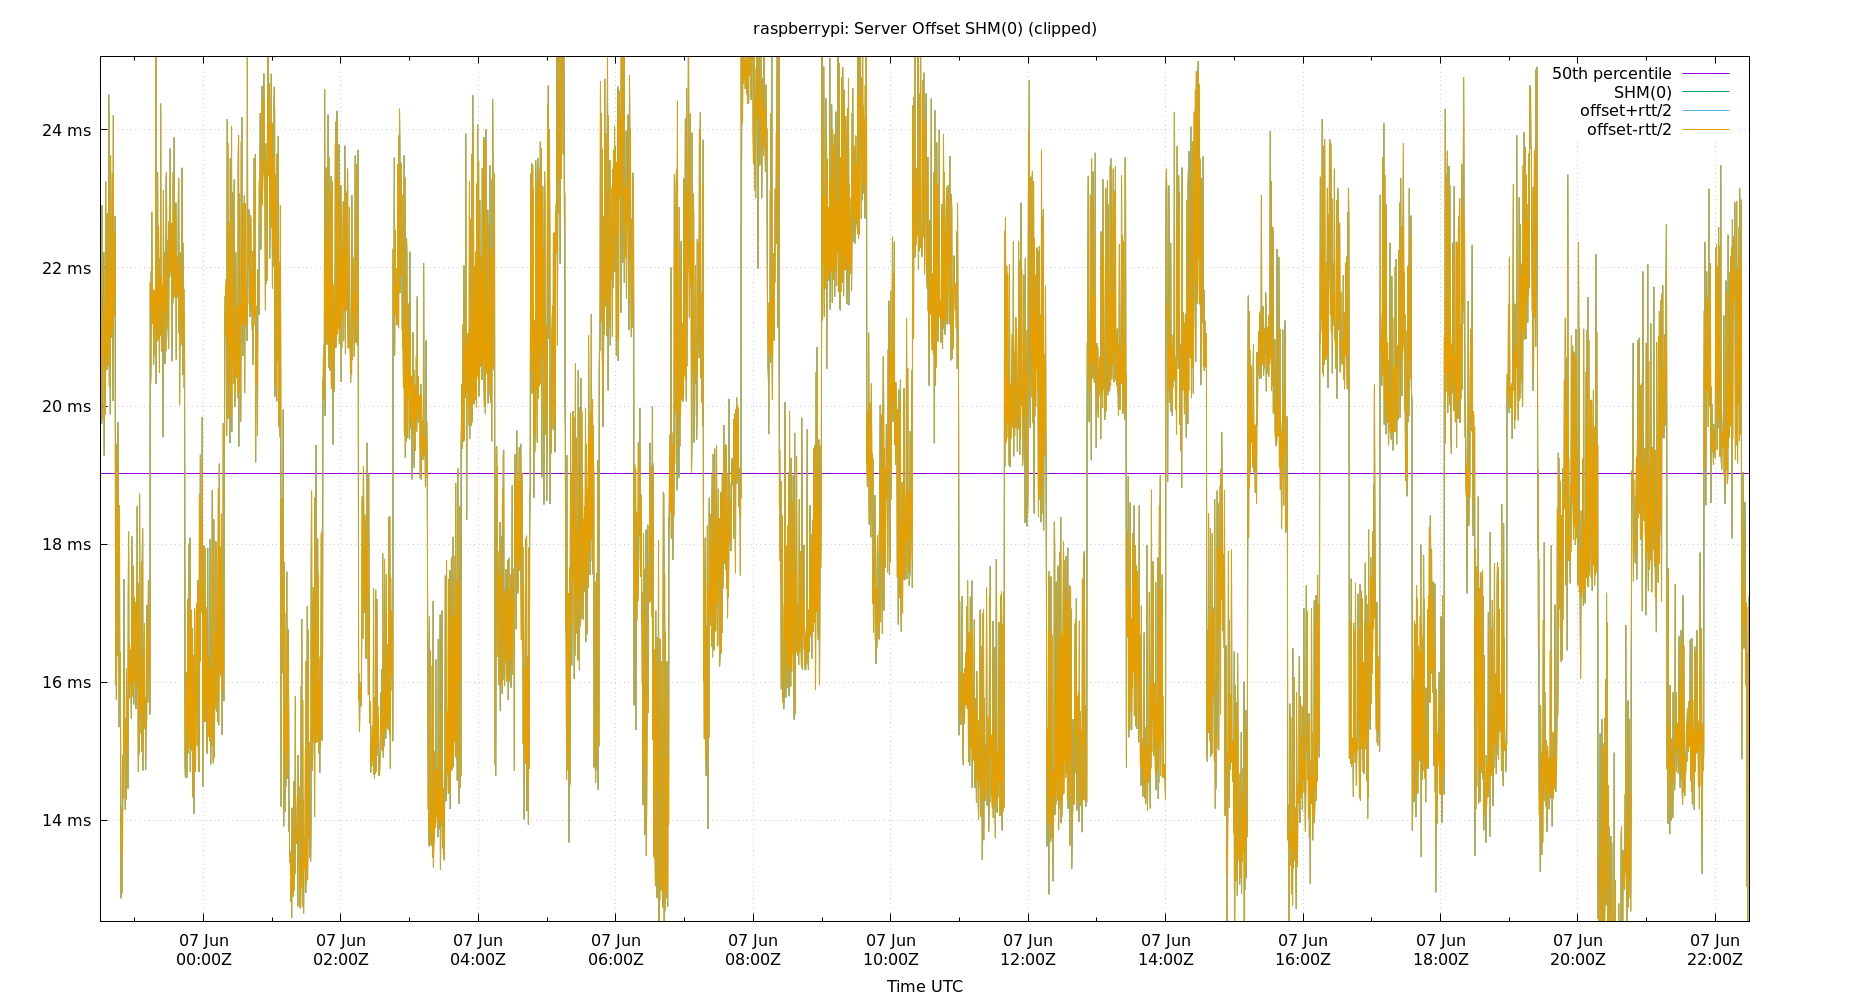 raspberrypi: Server Offset SHM(0) (clipped)
50th percentile
SHM(0)
offset+rtt/2
offset-rtt/2
24 ms
22 ms
20 ms
18 ms
16 ms
14 ms
07 Jun 07 Jun 07 Jun 07 Jun 07 Jun 07 Jun 07 Jun 07 Jun 07 Jun 07 Jun 07 Jun 07 Jun
00:00Z 02:00Z 04:00Z 06:00Z 08:00Z 10:00Z 12:00Z 14:00Z 16:00Z 18:00Z 20:00Z 22:00Z
Time UTC